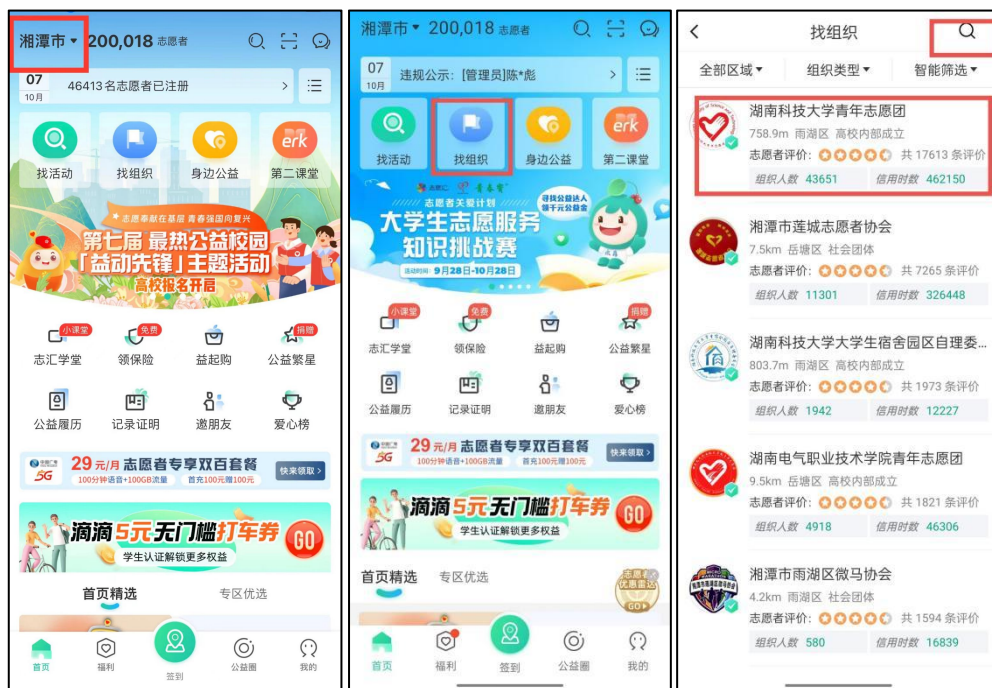 湘潭市 200,018 志愿者
07
10月
46413名志愿者已注册
找活动 找组织 身边公益 erk 第二课堂
志愿奉献在基层 青春强国向复兴
第七届 最热公益校园
「益动先锋」主题活动
高校报名开启
小课堂 免费 捐赠
志汇学堂 领保险 益起购 公益繁星
公益履历 记录证明 邀朋友 爱心榜
5G
29元/月 志愿者专享双百套餐
100分钟语音+100GB流量 首充100元赠100元
快来领取>
滴滴5元无门槛打车券
学生认证解锁更多权益
GO
首页精选 专区优选
首页 福利 签到 公益圈 我的
湘潭市 200,018 志愿者
07
10月
违规公示: [管理员]陈*彪
找活动 找组织 身边公益 erk 第二课堂
志愿者关爱计划
大学生志愿服务
知识挑战赛
寻找公益达人
领千元公益金
活动时间 9月28日-10月28日
小课堂 免费 捐赠
志汇学堂 领保险 益起购 公益繁星
公益履历 记录证明 邀朋友 爱心榜
5G
29元/月 志愿者专享双百套餐
100分钟语音+100GB流量 首充100元赠100元
快来领取>
滴滴5元无门槛打车券
学生认证解锁更多权益
GO
首页精选 专区优选
志愿者
优惠雷达
GO
首页 福利 签到 公益圈 我的
找组织
全部区域 组织类型 智能筛选
湖南科技大学青年志愿团
758.9m 雨湖区 高校内部成立
志愿者评价: 共 17613 条评价
组织人数 43651 信用时数 462150
湘潭市莲城志愿者协会
7.5km 岳塘区 社会团体
志愿者评价: 共 7265 条评价
组织人数 11301 信用时数 326448
湖南科技大学大学生宿舍园区自理委...
803.7m 雨湖区 高校内部成立
志愿者评价: 共 1973 条评价
组织人数 1942 信用时数 12227
湖南电气职业技术学院青年志愿团
9.5km 岳塘区 高校内部成立
志愿者评价: 共 1821 条评价
组织人数 4918 信用时数 46306
湘潭市雨湖区微马协会
4.2km 雨湖区 社会团体
志愿者评价: 共 1594 条评价
组织人数 580 信用时数 16839